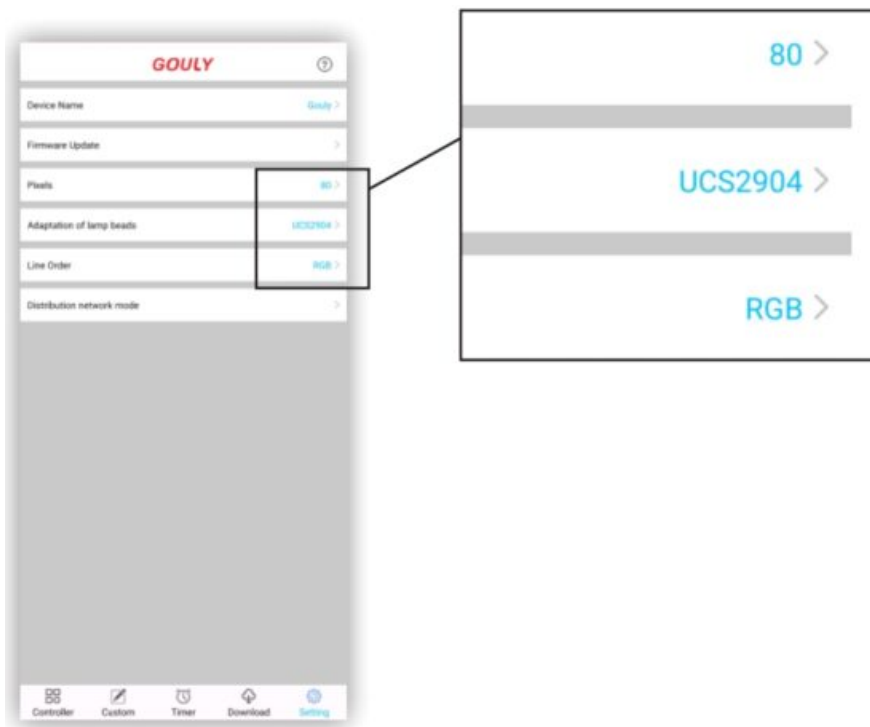 GOULY ?
Device Name Gouly >
Firmware Update >
Pixels 80 >
Adaptation of lamp beads UCS2904 >
Line Order RGB >
Distribution network mode >
Controller Custom Timer Download Setting
80 >
UCS2904 >
RGB >